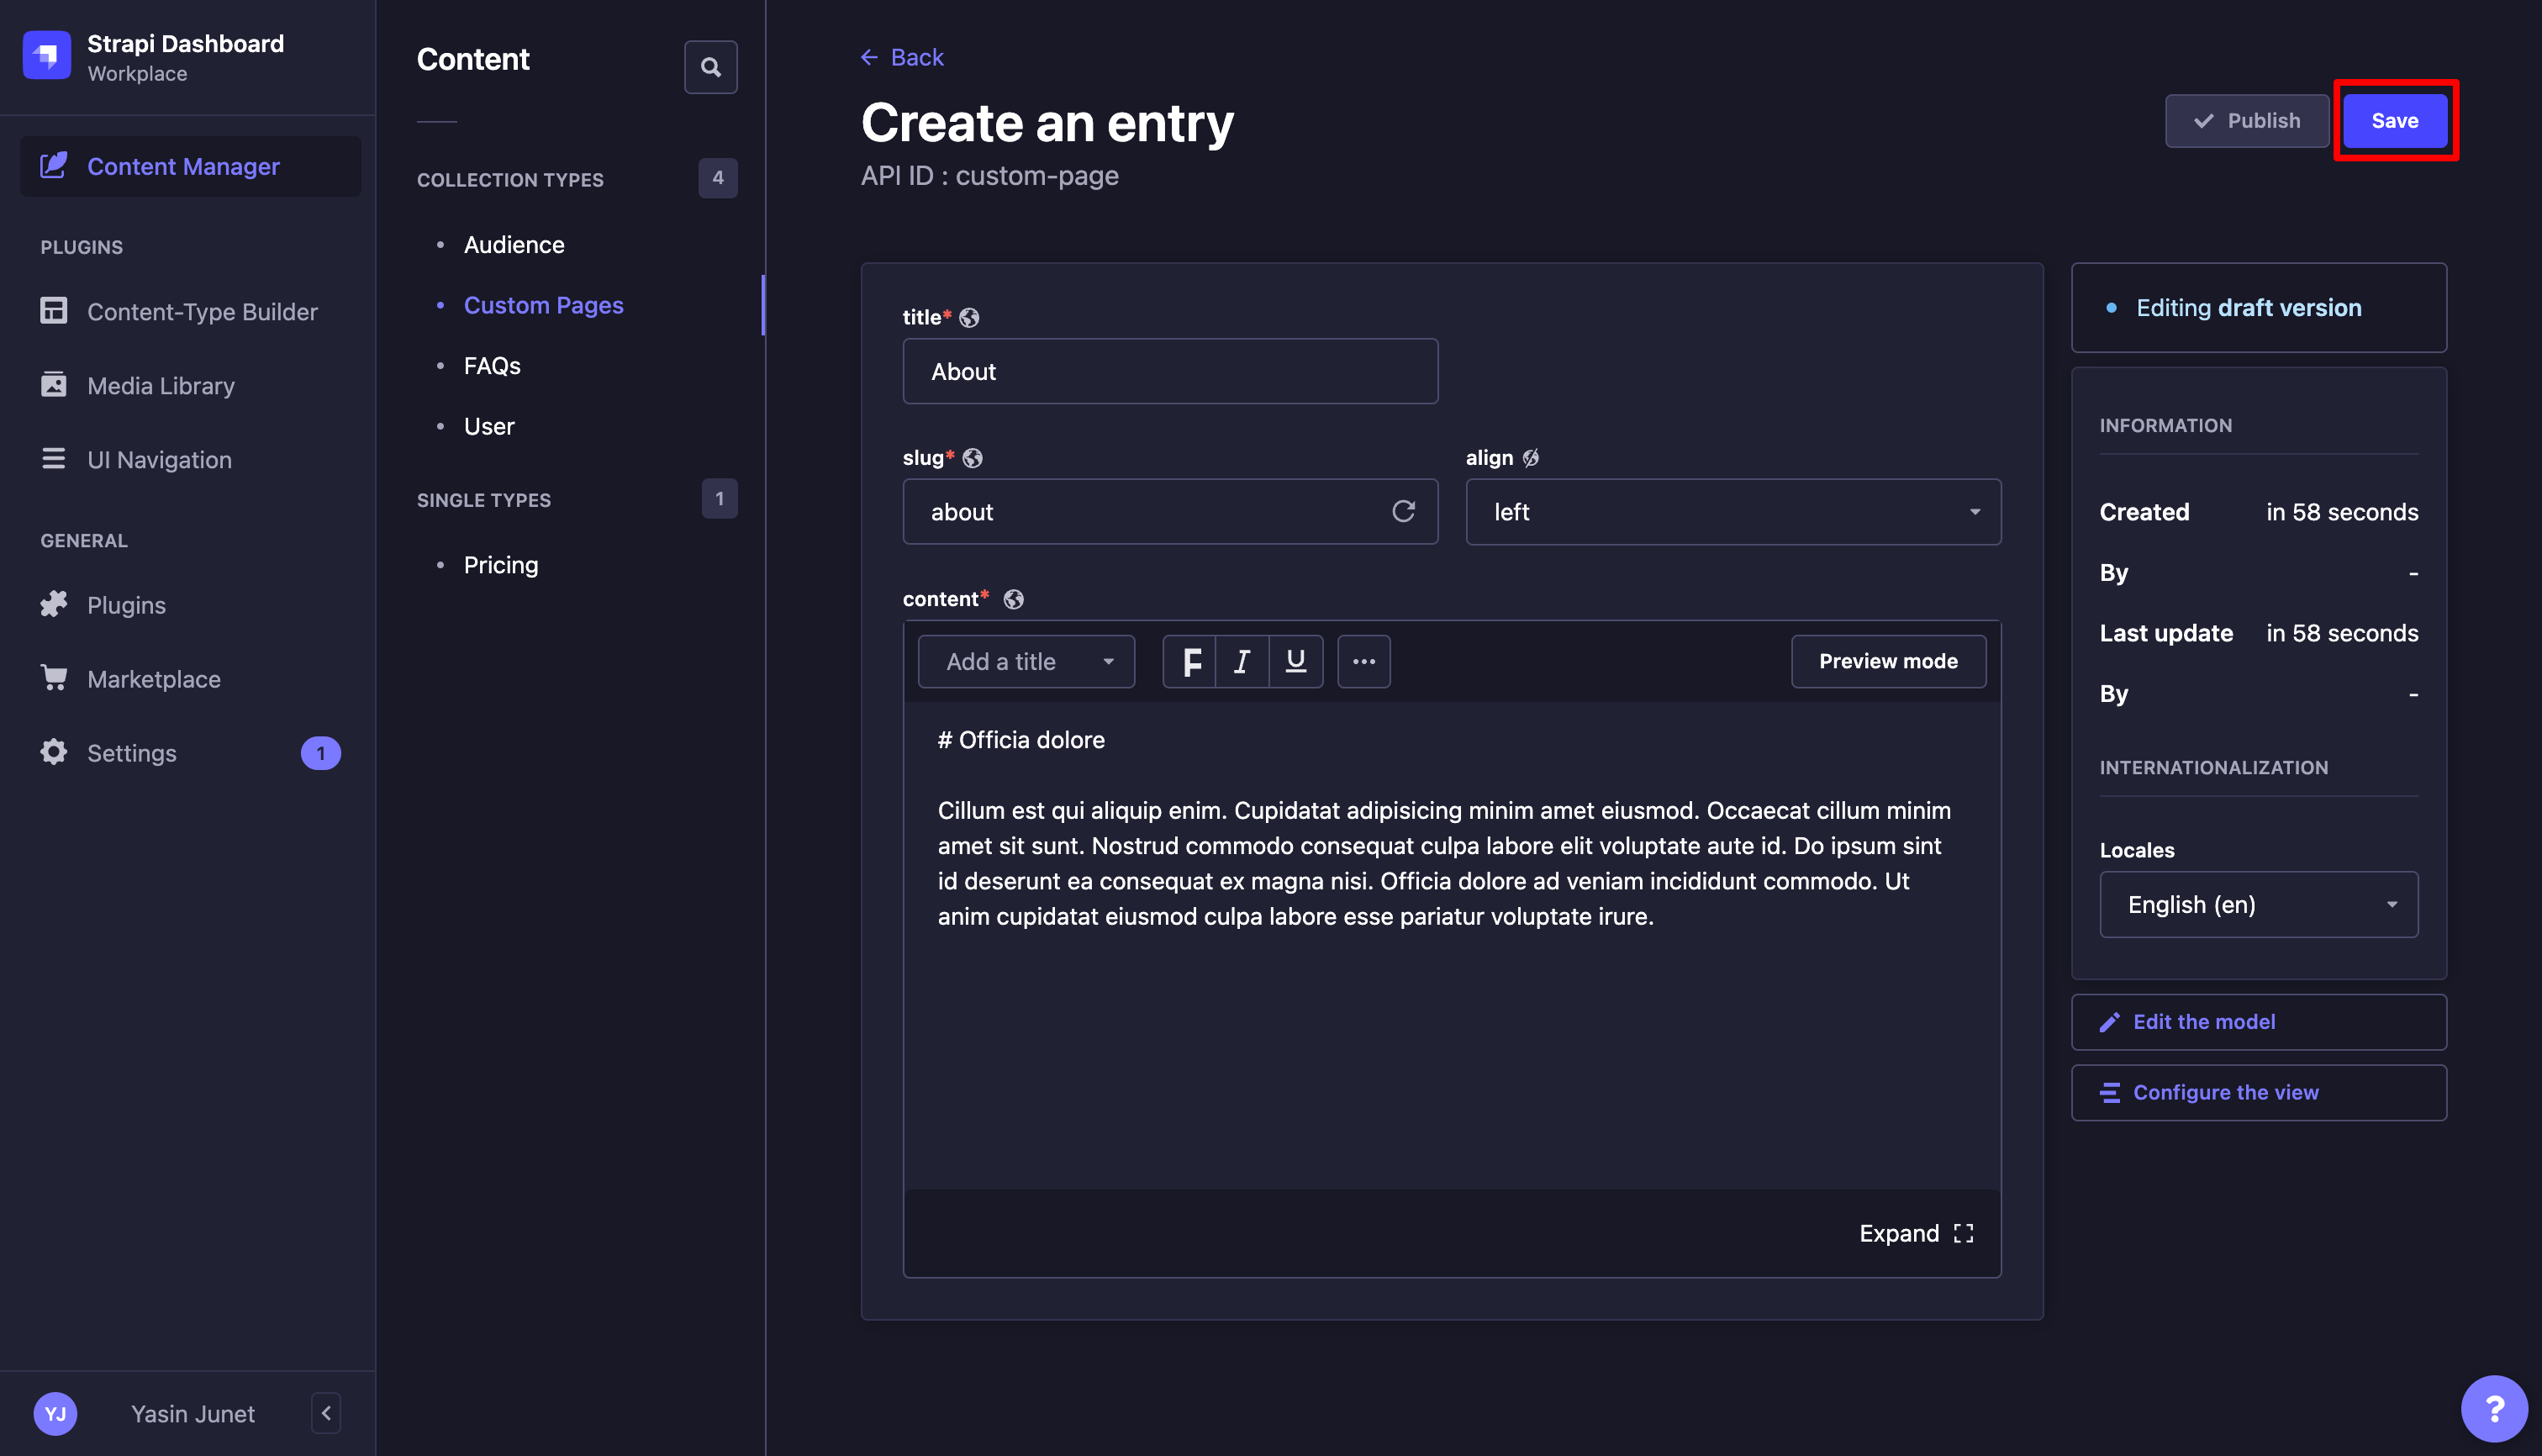 Strapi Dashboard
Workplace
Content Manager
PLUGINS
Content-Type Builder
Media Library
UI Navigation
GENERAL
Plugins
Marketplace
Settings
1
YJ
Yasin Junet
Content
COLLECTION TYPES
4
Audience
Custom Pages
FAQs
User
SINGLE TYPES
1
Pricing
Back
Create an entry
API ID : custom-page
Publish
Save
title*
About
slug*
about
align
left
content*
Add a title
F I U
Preview mode
# Officia dolore
Cillum est qui aliquip enim. Cupidatat adipisicing minim amet eiusmod. Occaecat cillum minim
amet sit sunt. Nostrud commodo consequat culpa labore elit voluptate aute id. Do ipsum sint
id deserunt ea consequat ex magna nisi. Officia dolore ad veniam incididunt commodo. Ut
anim cupidatat eiusmod culpa labore esse pariatur voluptate irure.
Expand
Editing draft version
INFORMATION
Created in 58 seconds
By -
Last update in 58 seconds
By -
INTERNATIONALIZATION
Locales
English (en)
Edit the model
Configure the view
?